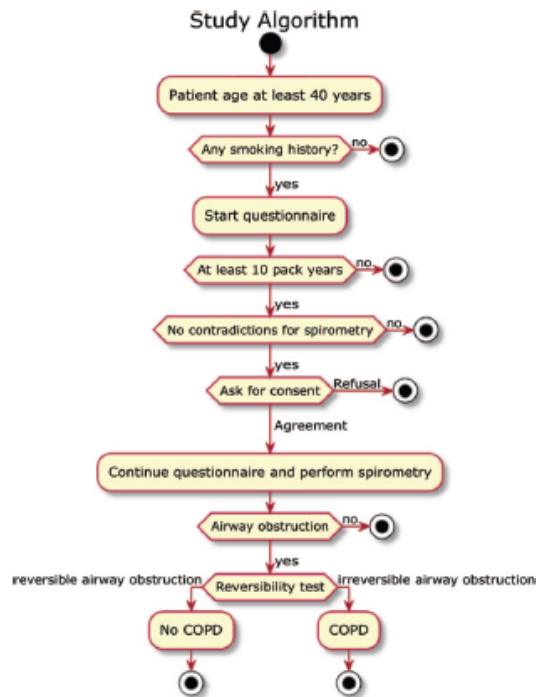 Study Algorithm
Patient age at least 40 years
Any smoking history?
no
yes
Start questionnaire
At least 10 pack years
no
yes
No contradictions for spirometry
no
yes
Ask for consent
Refusal
Agreement
Continue questionnaire and perform spirometry
Airway obstruction
no
yes
reversible airway obstruction
Reversibility test
irreversible airway obstruction
No COPD
COPD